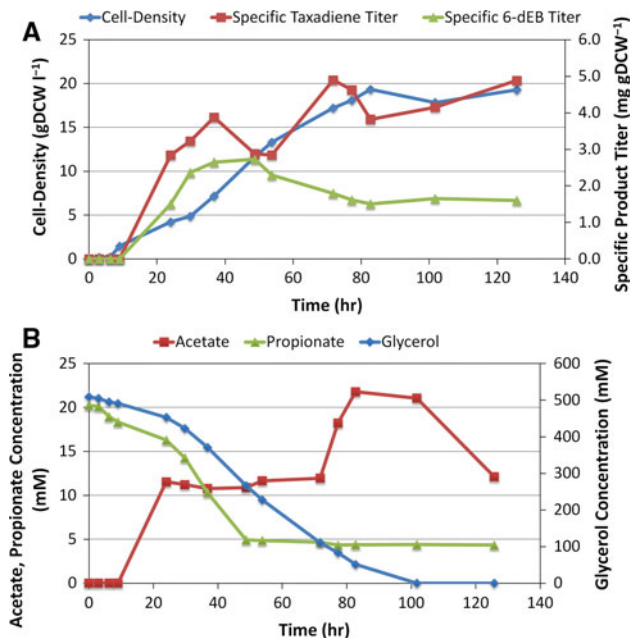 A
Cell-Density Specific Taxadiene Titer Specific 6-dEB Titer
25 6.0
20 5.0
15 4.0
10 3.0
5 2.0
0 1.0
0.0
0 20 40 60 80 100 120 140
Time (hr)
Cell-Density (gDCW l⁻¹)
Specific Product Titer (mg gDCW⁻¹)
B
Acetate Propionate Glycerol
25 600
20 500
15 400
10 300
5 200
0 100
0
0 20 40 60 80 100 120 140
Time (hr)
Acetate, Propionate Concentration
(mM)
Glycerol Concentration (mM)